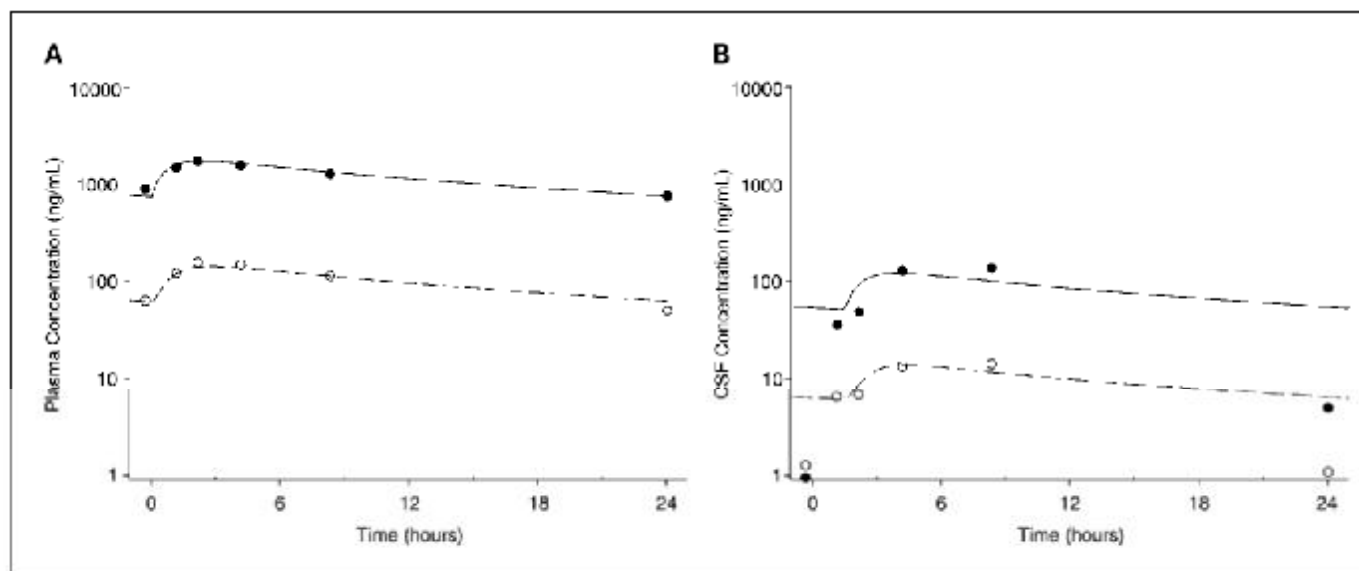 A
10000
1000
100
10
1
Plasma Concentration (ng/mL)
0 6 12 18 24
Time (hours)
B
10000
1000
100
10
1
CSF Concentration (ng/mL)
0 6 12 18 24
Time (hours)